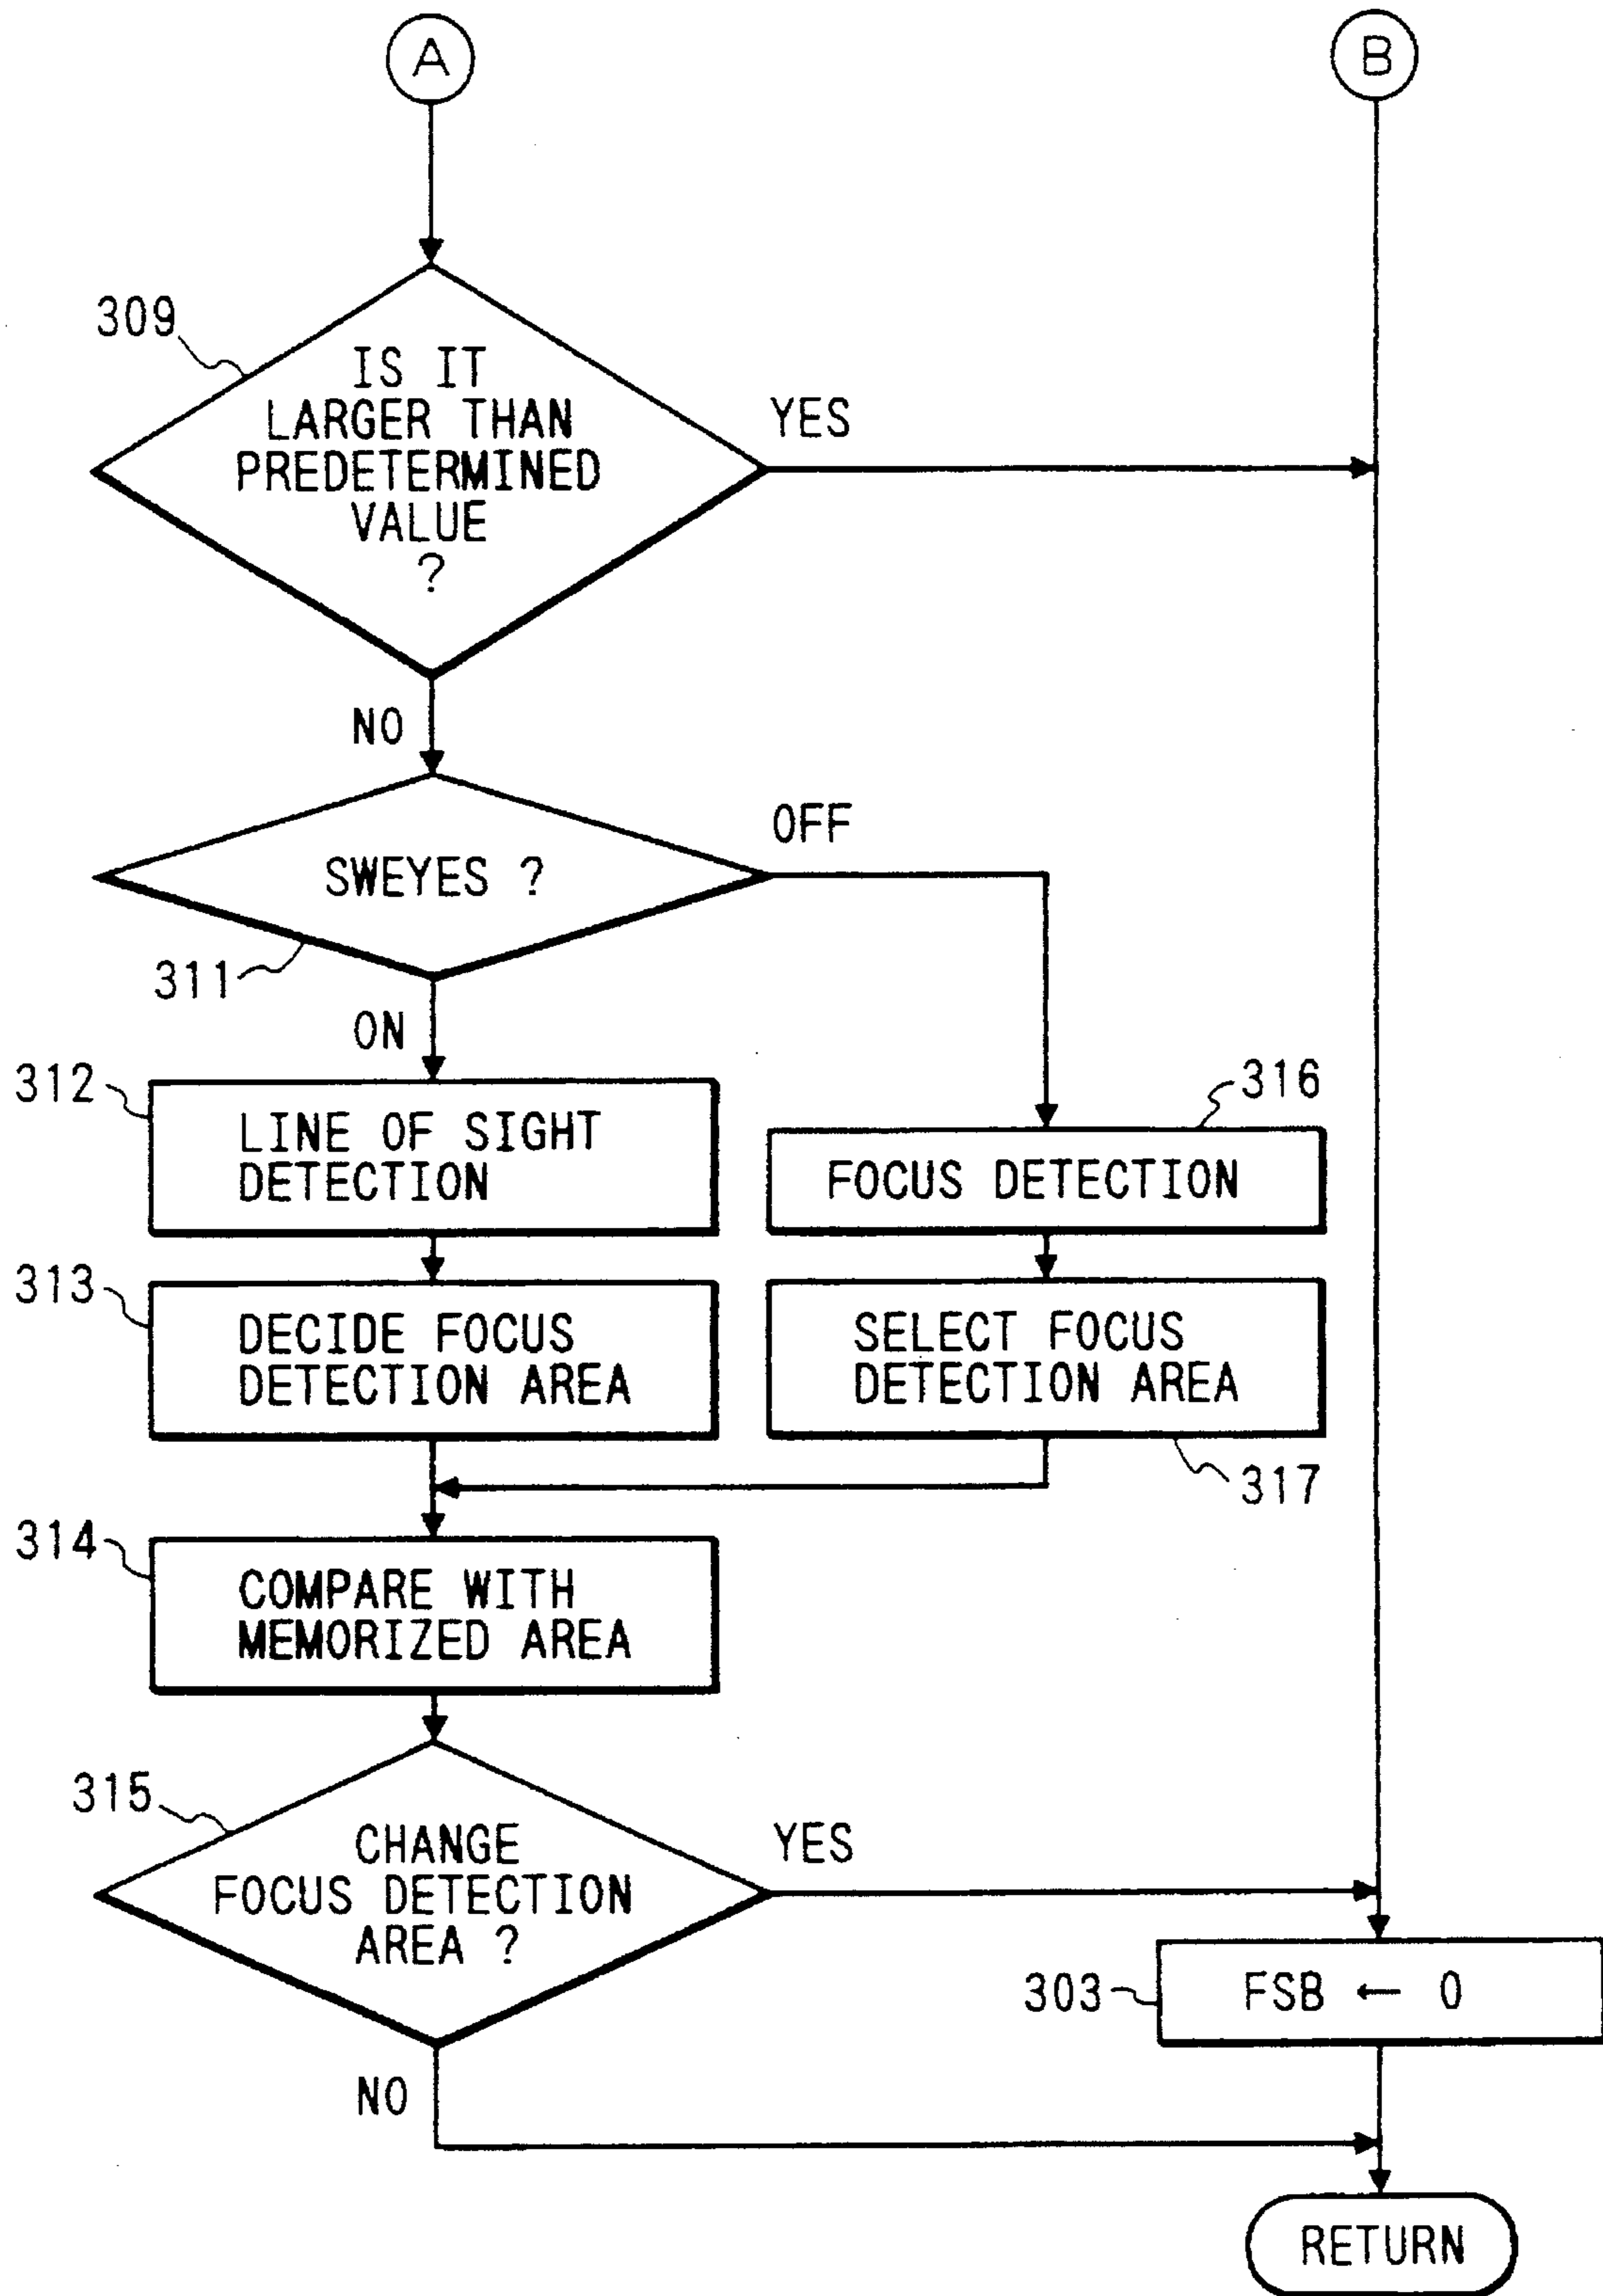 A
B
309
IS IT
LARGER THAN
PREDETERMINED
VALUE
?
YES
NO
SWEYES ?
OFF
311
ON
312
LINE OF SIGHT
DETECTION
316
FOCUS DETECTION
313
DECIDE FOCUS
DETECTION AREA
SELECT FOCUS
DETECTION AREA
317
314
COMPARE WITH
MEMORIZED AREA
315
CHANGE
FOCUS DETECTION
AREA ?
YES
303
FSB ← 0
NO
RETURN